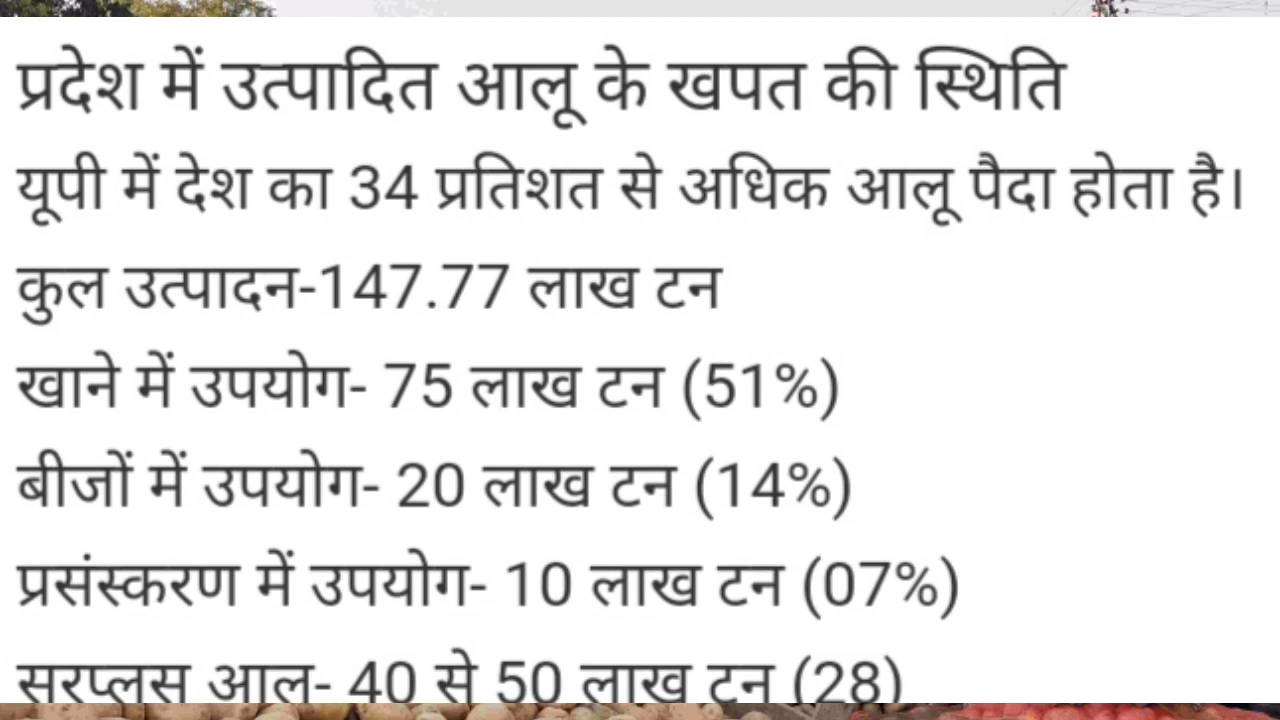 प्रदेश में उत्पादित आलू के खपत की स्थिति
यूपी में देश का 34 प्रतिशत से अधिक आलू पैदा होता है।
कुल उत्पादन-147.77 लाख टन
खाने में उपयोग- 75 लाख टन (51%)
बीजों में उपयोग- 20 लाख टन (14%)
प्रसंस्करण में उपयोग- 10 लाख टन (07%)
सरप्लस आलू- 40 से 50 लाख टन (28)